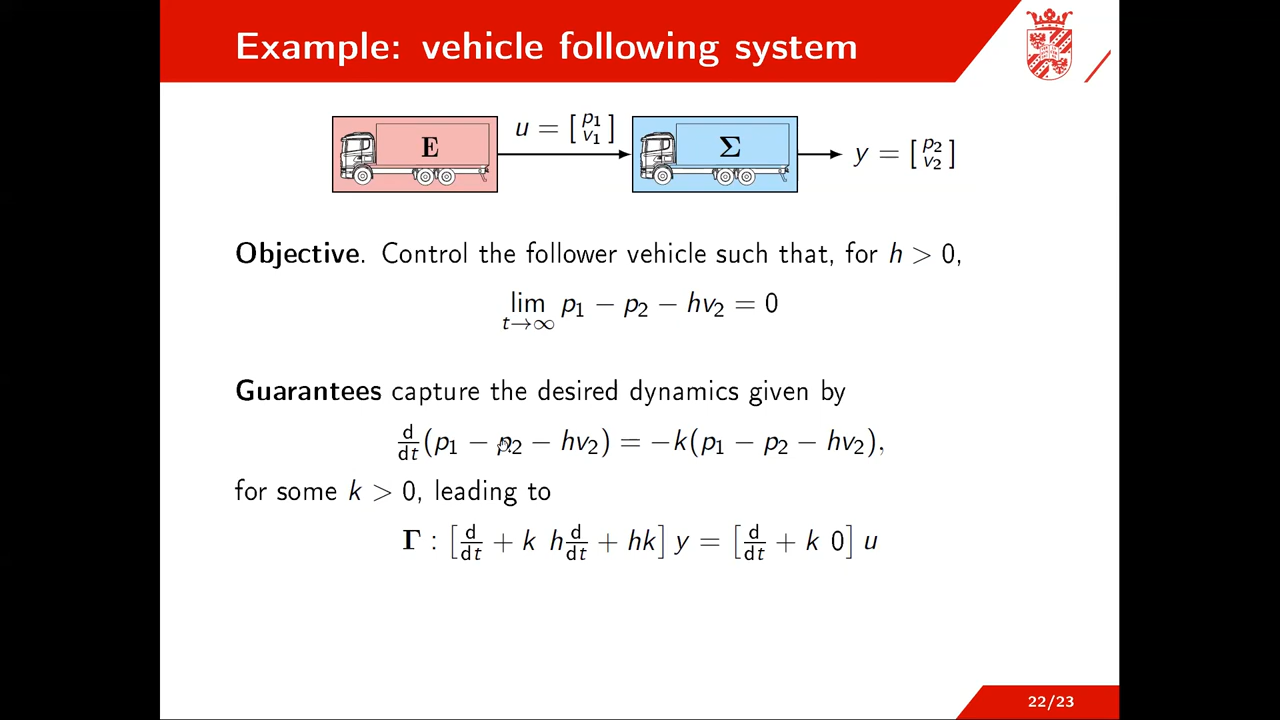 Example: vehicle following system
E
u = [p₁ v₁]
Σ
y = [p₂ v₂]
Objective. Control the follower vehicle such that, for h > 0,
lim t→∞ p₁ − p₂ − hv₂ = 0
Guarantees capture the desired dynamics given by
d/dt (p₁ − p₂ − hv₂) = −k(p₁ − p₂ − hv₂),
for some k > 0, leading to
Γ : [d/dt + k h d/dt + hk] y = [d/dt + k 0] u
22/23